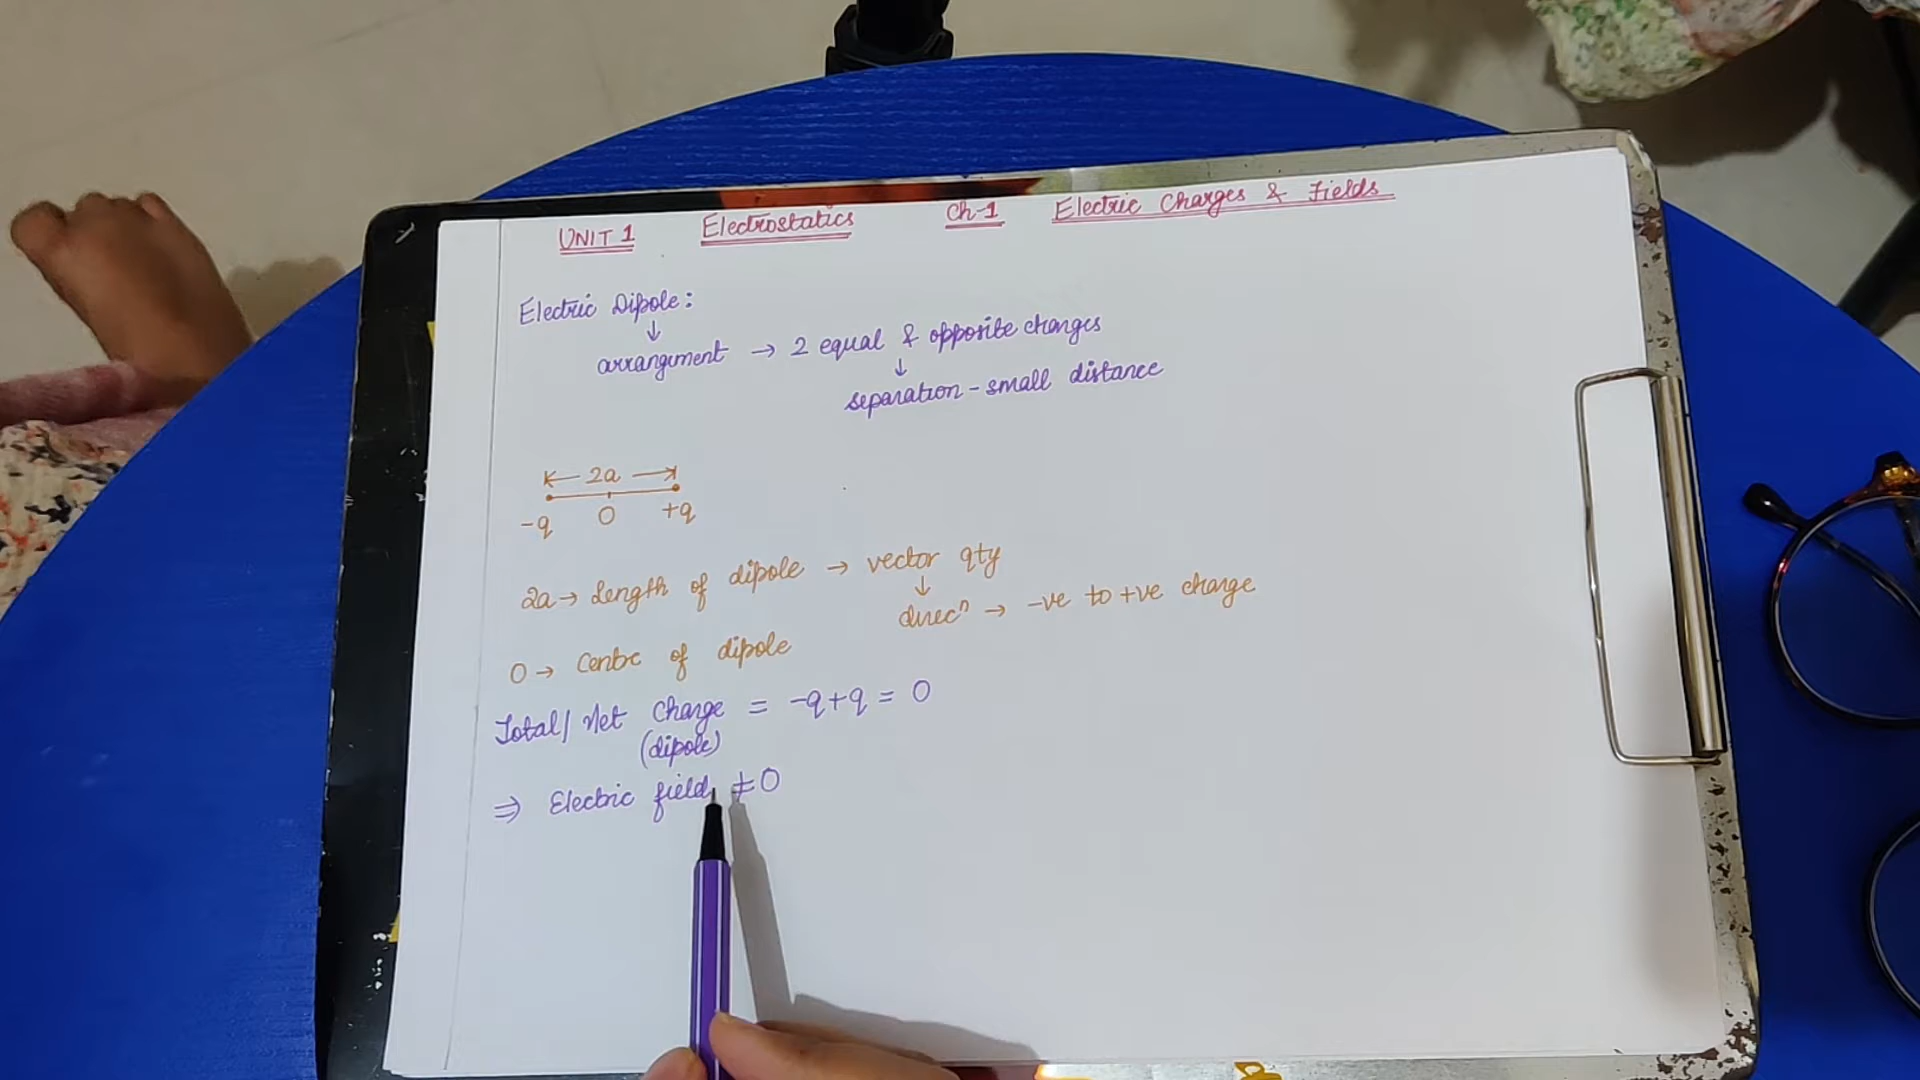 UNIT 1 Electrostatics Ch-1 Electric Charges & Fields
Electric Dipole:
↓
arrangement → 2 equal & opposite charges
↓
separation - small distance
← 2a →
-q O +q
2a → Length of dipole → vector qty
↓
direcⁿ → -ve to +ve charge
O → Centre of dipole
Total/ Net Charge = -q+q = 0
(dipole)
⇒ Electric field ≠ 0